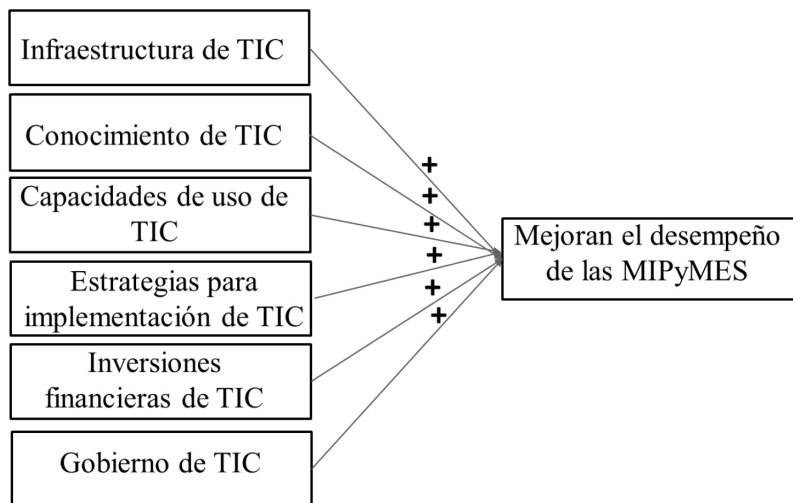 Infraestructura de TIC
Conocimiento de TIC
Capacidades de uso de
TIC
Estrategias para
implementación de TIC
Inversiones
financieras de TIC
Gobierno de TIC
+
+
+
+
+
+
Mejoran el desempeño
de las MIPyMES